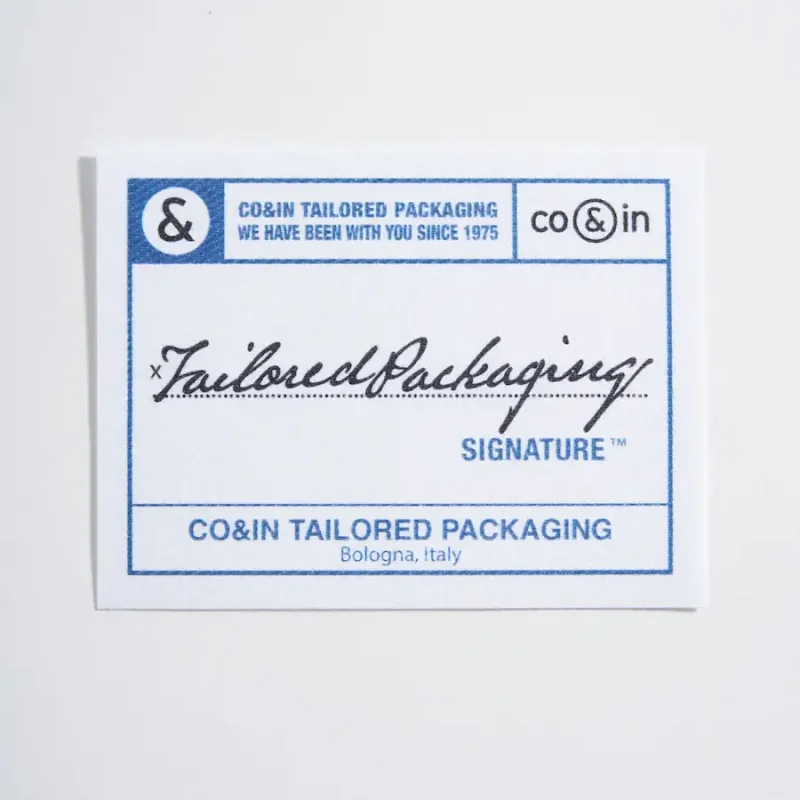 &
CO&IN TAILORED PACKAGING
WE HAVE BEEN WITH YOU SINCE 1975
co&in
x Tailored Packaging
SIGNATURE™
CO&IN TAILORED PACKAGING
Bologna, Italy